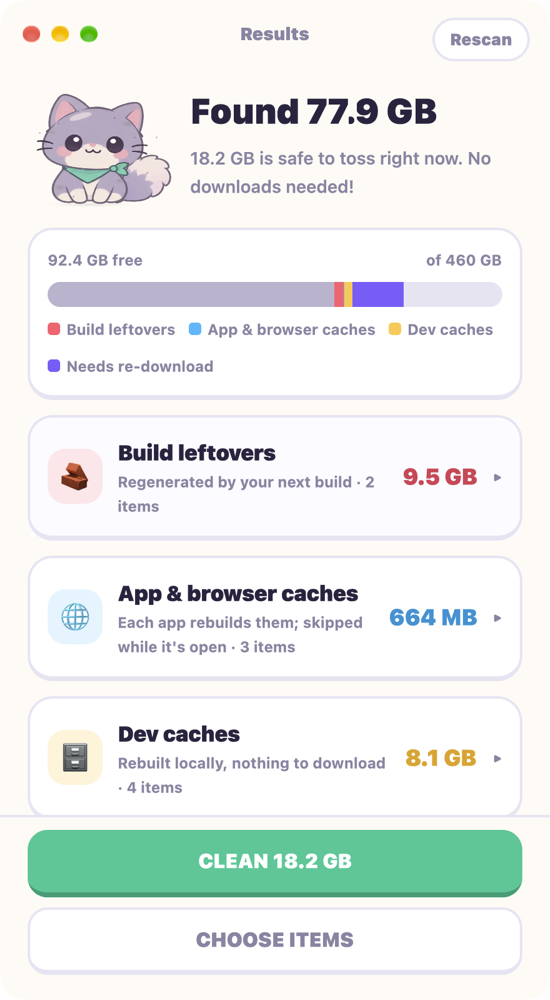 Results
Rescan
Found 77.9 GB
18.2 GB is safe to toss right now. No
downloads needed!
92.4 GB free
of 460 GB
Build leftovers
App & browser caches
Dev caches
Needs re-download
Build leftovers
Regenerated by your next build · 2
items
9.5 GB
App & browser caches
Each app rebuilds them; skipped
while it's open · 3 items
664 MB
Dev caches
Rebuilt locally, nothing to download
· 4 items
8.1 GB
CLEAN 18.2 GB
CHOOSE ITEMS